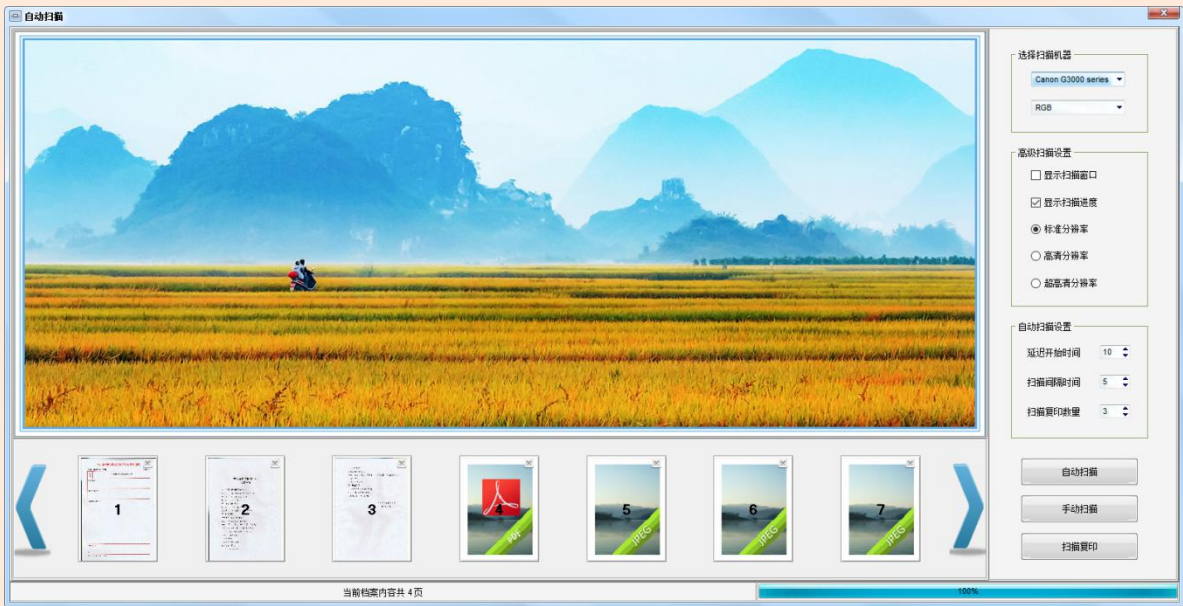 自动扫描
选择扫描机器
Canon G3000 series
RGB
高级扫描设置
显示扫描窗口
显示扫描进度
标准分辨率
高清分辨率
超高清分辨率
自动扫描设置
延迟开始时间 10
扫描间隔时间 5
扫描复印数量 3
自动扫描
手动扫描
扫描复印
1
2
3
4
PDF
5
JPEG
6
JPEG
7
JPEG
当前档案内容共 4 页
100%